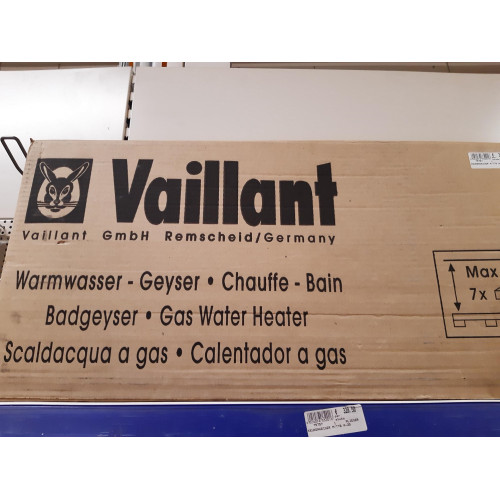 Vaillant
Vaillant GmbH Remscheid/Germany
Warmwasser - Geyser • Chauffe - Bain
Badgeyser • Gas Water Heater
Scaldacqua a gas • Calentador a gas
Max
7x